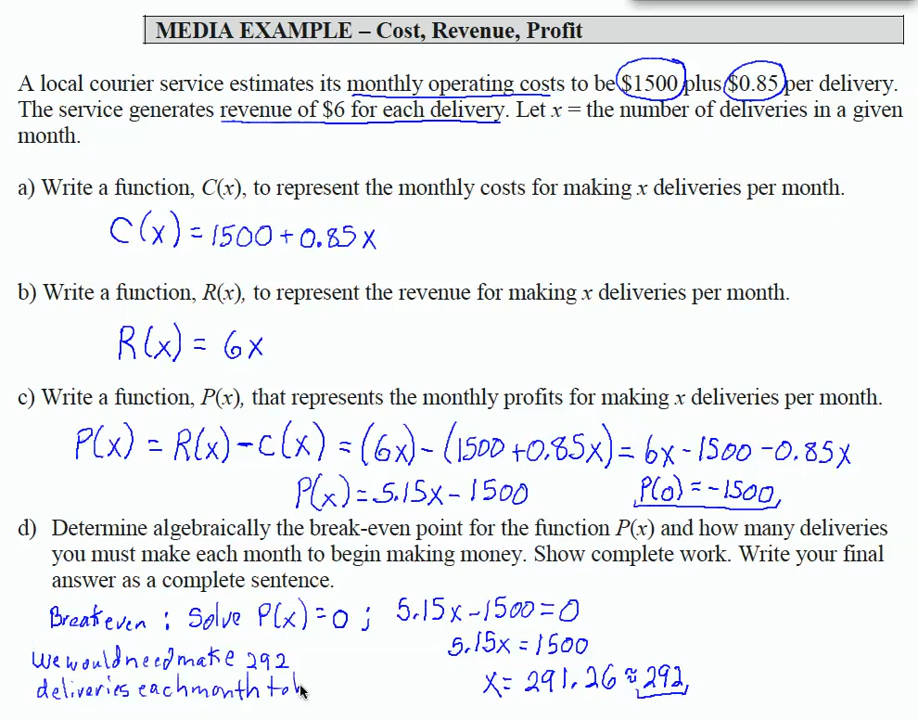 MEDIA EXAMPLE – Cost, Revenue, Profit
A local courier service estimates its monthly operating costs to be $1500 plus $0.85 per delivery.
The service generates revenue of $6 for each delivery. Let x = the number of deliveries in a given
month.
a) Write a function, C(x), to represent the monthly costs for making x deliveries per month.
C(x) = 1500 + 0.85x
b) Write a function, R(x), to represent the revenue for making x deliveries per month.
R(x) = 6x
c) Write a function, P(x), that represents the monthly profits for making x deliveries per month.
P(x) = R(x) - C(x) = (6x) - (1500 + 0.85x) = 6x - 1500 - 0.85x
P(x) = 5.15x - 1500 P(0) = -1500
d) Determine algebraically the break-even point for the function P(x) and how many deliveries
you must make each month to begin making money. Show complete work. Write your final
answer as a complete sentence.
Break even : Solve P(x) = 0 ; 5.15x - 1500 = 0
5.15x = 1500
We would need make 292
x = 291.26 ≈ 292
deliveries each month to